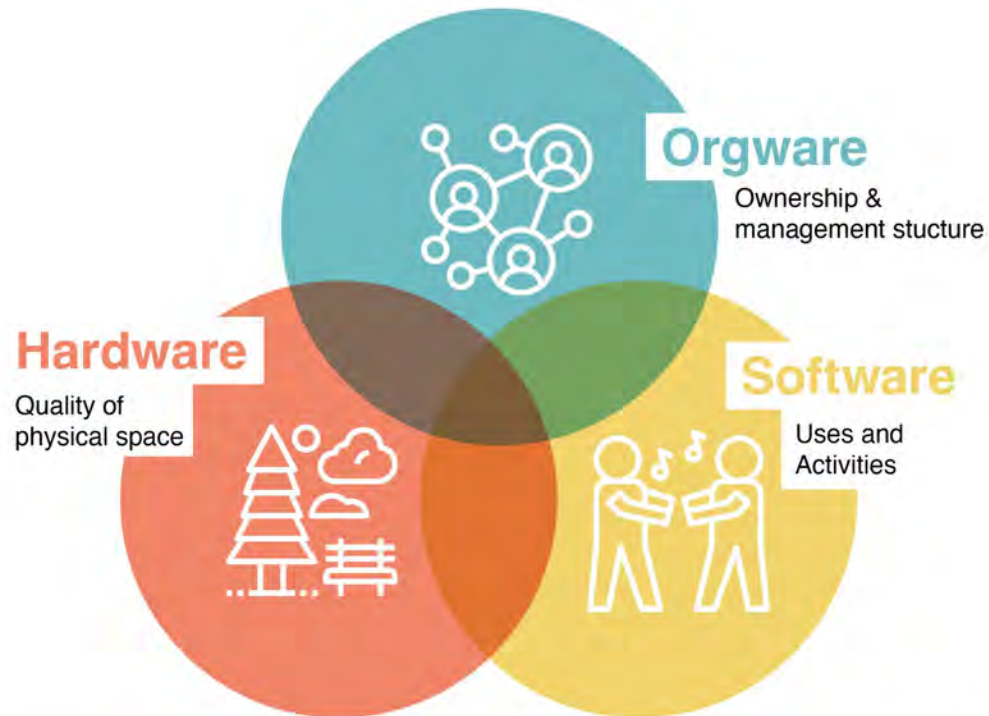 Orgware
Ownership &
management stucture
Hardware
Quality of
physical space
Software
Uses and
Activities